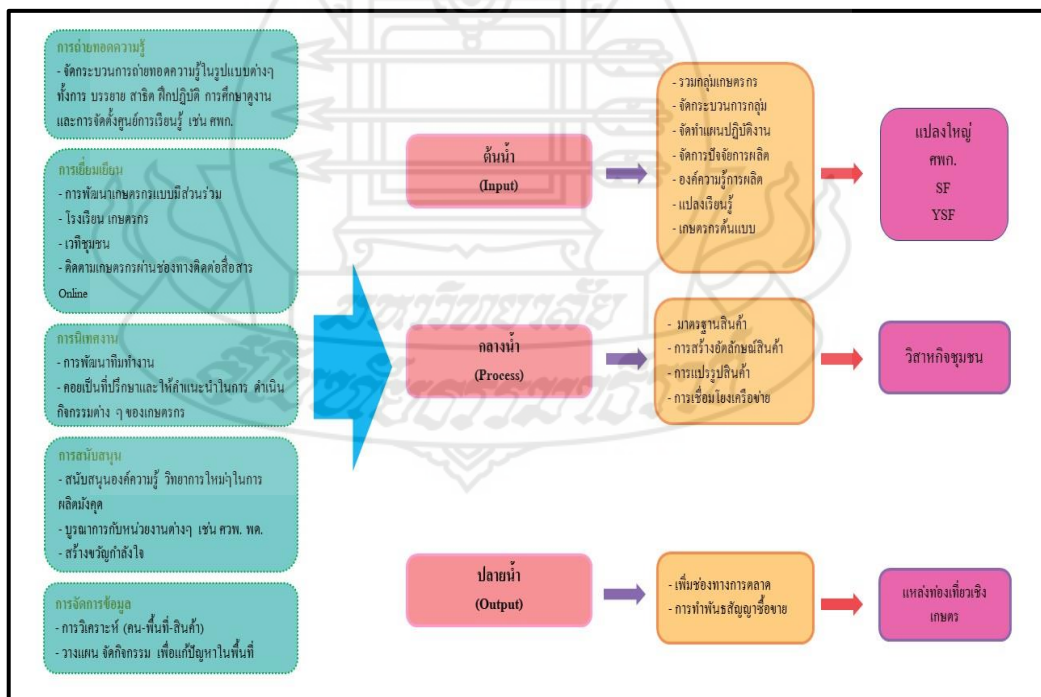 การถ่ายทอดความรู้
- จัดกระบวนการถ่ายทอดความรู้ในรูปแบบต่างๆ
ทั้งการ บรรยาย สาธิต ฝึกปฏิบัติ การศึกษาดูงาน
และการจัดตั้งศูนย์การเรียนรู้ เช่น ศพก.
การเยี่ยมเยียน
- การพัฒนาเกษตรกรแบบมีส่วนร่วม
- โรงเรียน เกษตรกร
- เวทีชุมชน
- ติดตามเกษตรกรผ่านช่องทางติดต่อสื่อสาร
Online
การนิเทศงาน
- การพัฒนาทีมทำงาน
- คอยเป็นที่ปรึกษาและให้คำแนะนำในการ ดำเนิน
กิจกรรมต่าง ๆ ของเกษตรกร
การสนับสนุน
- สนับสนุนองค์ความรู้ วิทยาการใหม่ๆในการ
ผลิตมังคุด
- บูรณาการกับหน่วยงานต่างๆ เช่น ศวพ. พด.
- สร้างขวัญกำลังใจ
การจัดการข้อมูล
- การวิเคราะห์ (คน-พื้นที่-สินค้า)
- วางแผน จัดกิจกรรม เพื่อแก้ปัญหาในพื้นที่
ต้นน้ำ
(Input)
- รวมกลุ่มเกษตรกร
- จัดกระบวนการกลุ่ม
- จัดทำแผนปฏิบัติงาน
- จัดการปัจจัยการผลิต
- องค์ความรู้การผลิต
- แปลงเรียนรู้
- เกษตรกรต้นแบบ
แปลงใหญ่
ศพก.
SF
YSF
กลางน้ำ
(Process)
- มาตรฐานสินค้า
- การสร้างอัตลักษณ์สินค้า
- การแปรรูปสินค้า
- การเชื่อมโยงเครือข่าย
วิสาหกิจชุมชน
ปลายน้ำ
(Output)
- เพิ่มช่องทางการตลาด
- การทำพันธสัญญาซื้อขาย
แหล่งท่องเที่ยวเชิง
เกษตร
มหาวิทยาลัย
สุโขทัยธรรมาธิราช